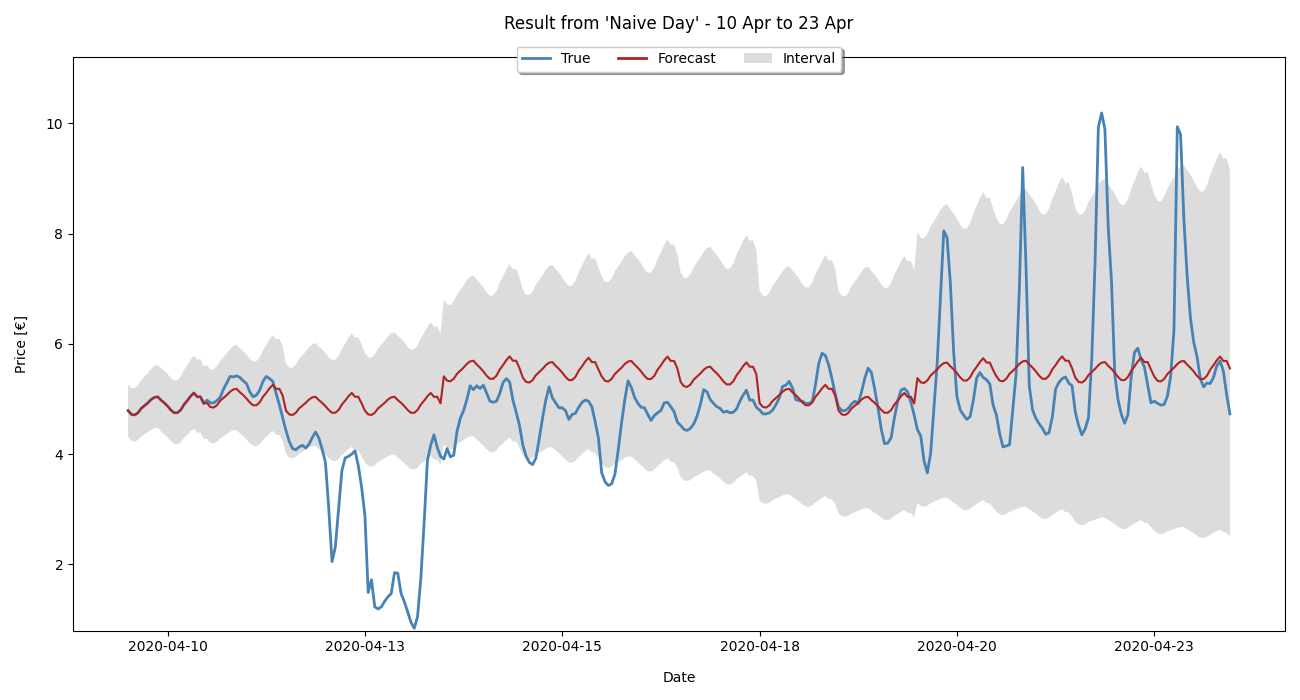 Result from 'Naive Day' - 10 Apr to 23 Apr
True Forecast Interval
Price [€]
10
8
6
4
2
2020-04-10 2020-04-13 2020-04-15 2020-04-18 2020-04-20 2020-04-23
Date